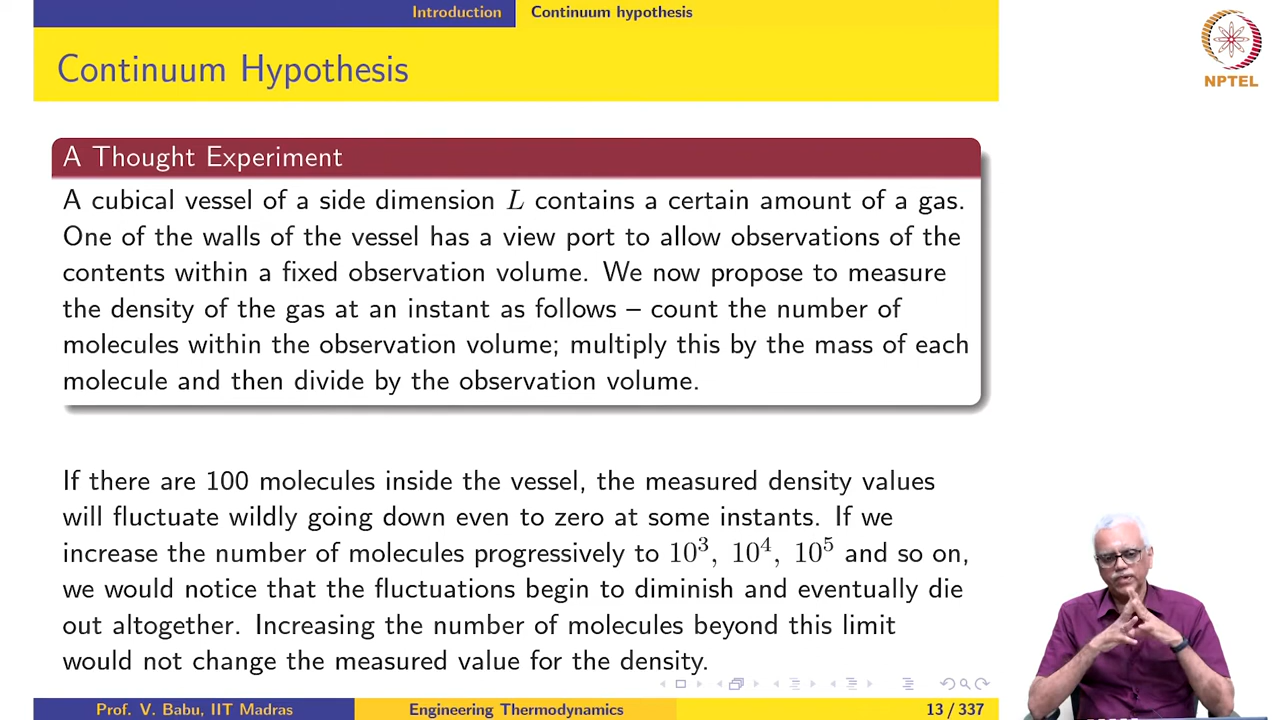 Introduction Continuum hypothesis
Continuum Hypothesis
NPTEL
A Thought Experiment
A cubical vessel of a side dimension L contains a certain amount of a gas.
One of the walls of the vessel has a view port to allow observations of the
contents within a fixed observation volume. We now propose to measure
the density of the gas at an instant as follows – count the number of
molecules within the observation volume; multiply this by the mass of each
molecule and then divide by the observation volume.
If there are 100 molecules inside the vessel, the measured density values
will fluctuate wildly going down even to zero at some instants. If we
increase the number of molecules progressively to 10³, 10⁴, 10⁵ and so on,
we would notice that the fluctuations begin to diminish and eventually die
out altogether. Increasing the number of molecules beyond this limit
would not change the measured value for the density.
Prof. V. Babu, IIT Madras Engineering Thermodynamics 13 / 337